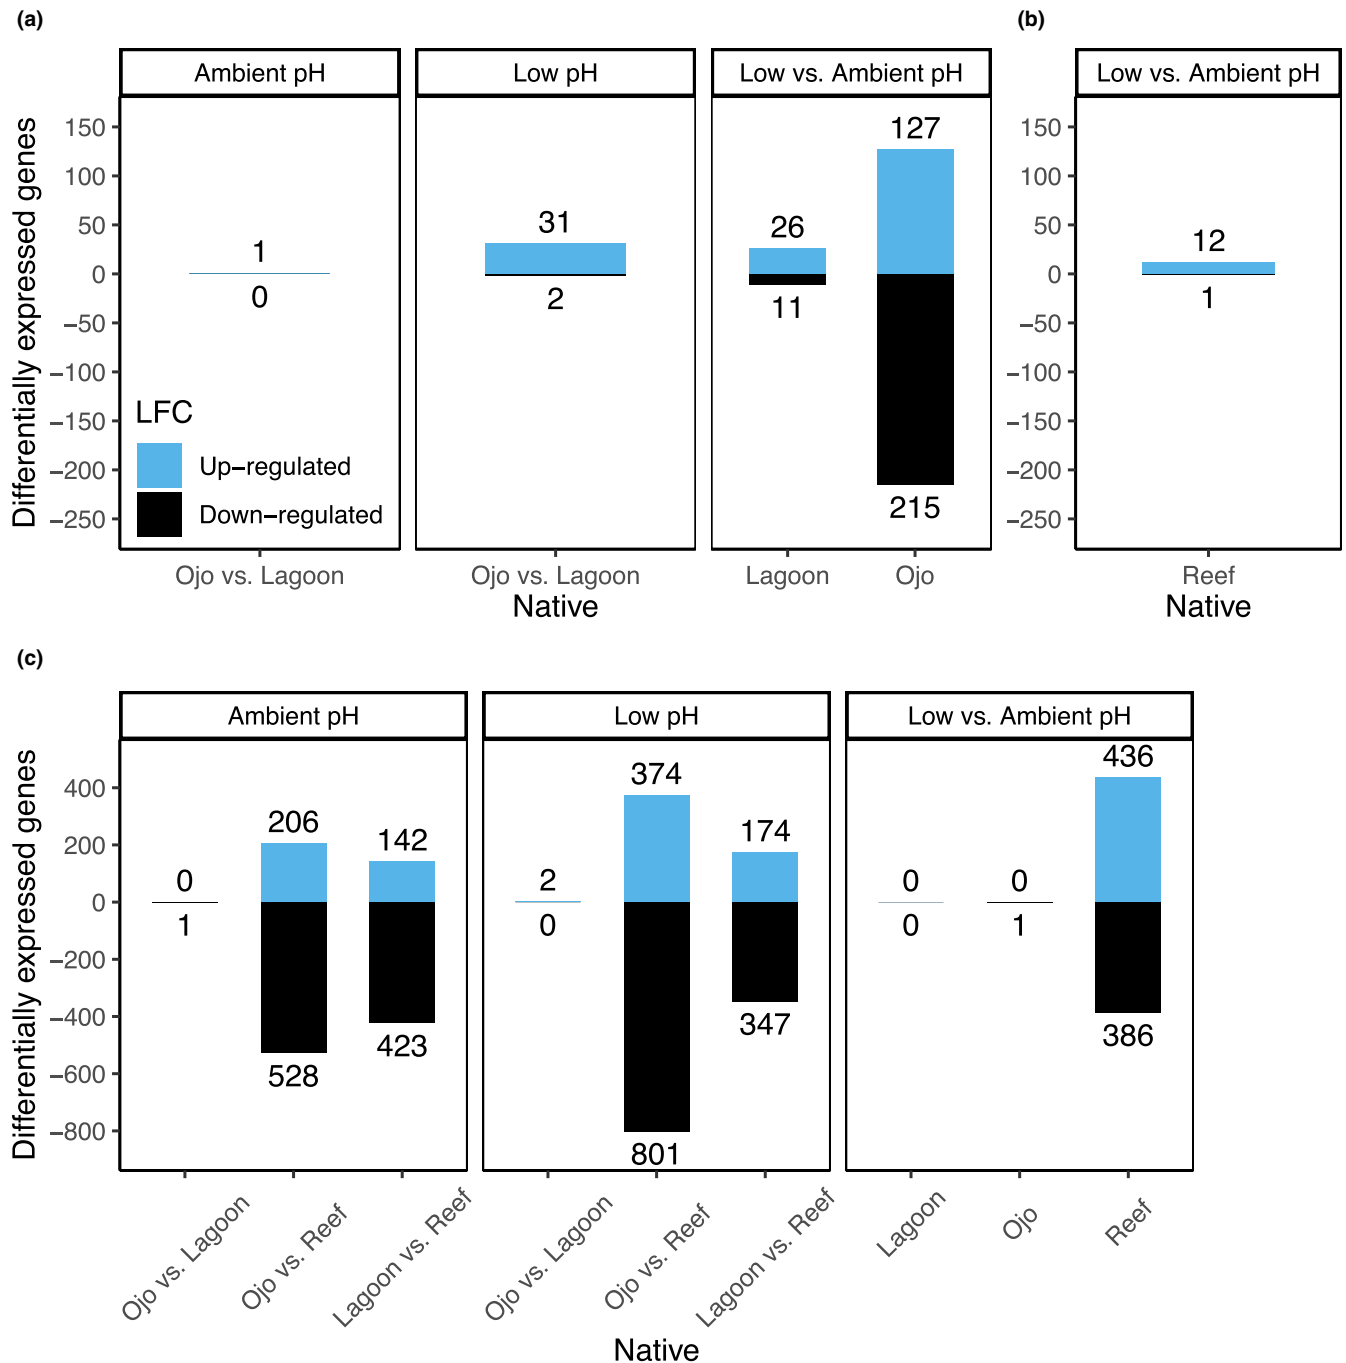 (a)
(b)
Ambient pH
Low pH
Low vs. Ambient pH
Low vs. Ambient pH
Differentially expressed genes
150
100
50
0
−50
−100
−150
−200
−250
1
0
31
2
26
11
127
215
LFC
Up−regulated
Down−regulated
Ojo vs. Lagoon
Ojo vs. Lagoon
Lagoon
Ojo
Native
150
100
50
0
−50
−100
−150
−200
−250
12
1
Reef
Native
(c)
Ambient pH
Low pH
Low vs. Ambient pH
Differentially expressed genes
400
200
0
−200
−400
−600
−800
0
1
206
528
142
423
2
0
374
801
174
347
0
0
0
1
436
386
Ojo vs. Lagoon
Ojo vs. Reef
Lagoon vs. Reef
Ojo vs. Lagoon
Ojo vs. Reef
Lagoon vs. Reef
Lagoon
Ojo
Reef
Native